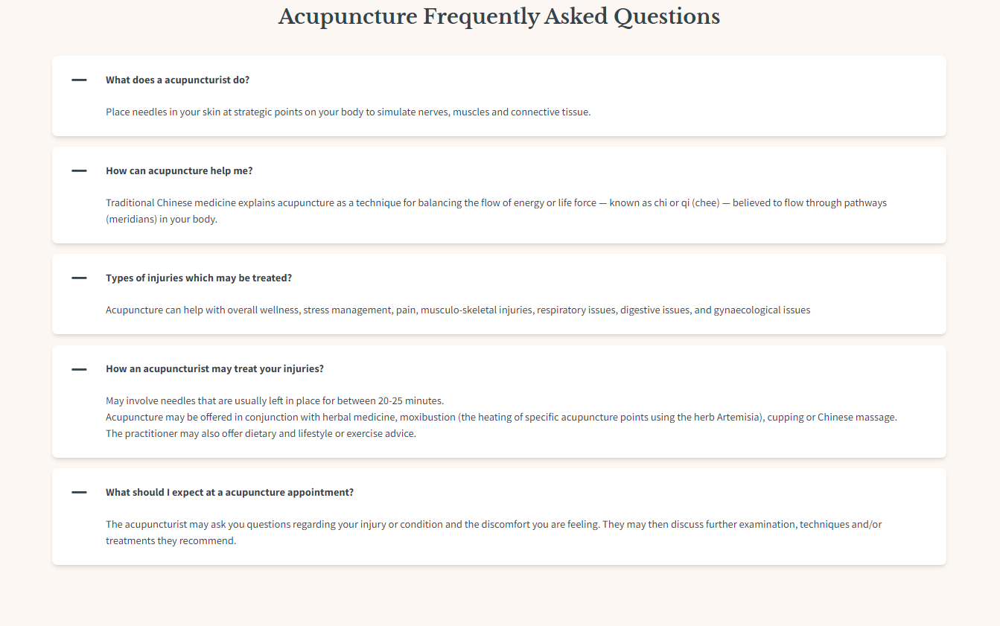 Acupuncture Frequently Asked Questions
What does a acupuncturist do?
Place needles in your skin at strategic points on your body to simulate nerves, muscles and connective tissue.
How can acupuncture help me?
Traditional Chinese medicine explains acupuncture as a technique for balancing the flow of energy or life force — known as chi or qi (chee) — believed to flow through pathways
(meridians) in your body.
Types of injuries which may be treated?
Acupuncture can help with overall wellness, stress management, pain, musculo-skeletal injuries, respiratory issues, digestive issues, and gynaecological issues
How an acupuncturist may treat your injuries?
May involve needles that are usually left in place for between 20-25 minutes.
Acupuncture may be offered in conjunction with herbal medicine, moxibustion (the heating of specific acupuncture points using the herb Artemisia), cupping or Chinese massage.
The practitioner may also offer dietary and lifestyle or exercise advice.
What should I expect at a acupuncture appointment?
The acupuncturist may ask you questions regarding your injury or condition and the discomfort you are feeling. They may then discuss further examination, techniques and/or
treatments they recommend.